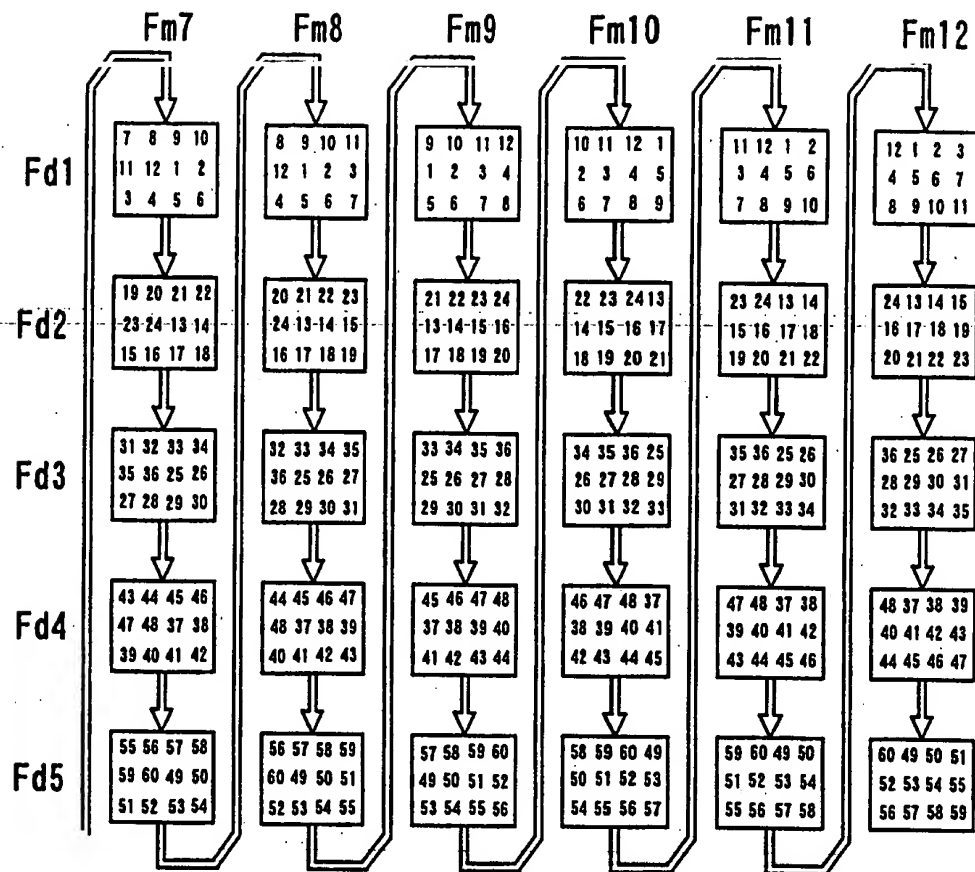 Fm7 Fm8 Fm9 Fm10 Fm11 Fm12
Fd1
7 8 9 10 8 9 10 11 9 10 11 12 10 11 12 1 11 12 1 2 12 1 2 3
11 12 1 2 12 1 2 3 1 2 3 4 2 3 4 5 3 4 5 6 4 5 6 7
3 4 5 6 4 5 6 7 5 6 7 8 6 7 8 9 7 8 9 10 8 9 10 11
Fd2
19 20 21 22 20 21 22 23 21 22 23 24 22 23 24 13 23 24 13 14 24 13 14 15
23 24 13 14 24 13 14 15 13 14 15 16 14 15 16 17 15 16 17 18 16 17 18 19
15 16 17 18 16 17 18 19 17 18 19 20 18 19 20 21 19 20 21 22 20 21 22 23
Fd3
31 32 33 34 32 33 34 35 33 34 35 36 34 35 36 25 35 36 25 26 36 25 26 27
35 36 25 26 36 25 26 27 25 26 27 28 26 27 28 29 27 28 29 30 28 29 30 31
27 28 29 30 28 29 30 31 29 30 31 32 30 31 32 33 31 32 33 34 32 33 34 35
Fd4
43 44 45 46 44 45 46 47 45 46 47 48 46 47 48 37 47 48 37 38 48 37 38 39
47 48 37 38 48 37 38 39 37 38 39 40 38 39 40 41 39 40 41 42 40 41 42 43
39 40 41 42 40 41 42 43 41 42 43 44 42 43 44 45 43 44 45 46 44 45 46 47
Fd5
55 56 57 58 56 57 58 59 57 58 59 60 58 59 60 49 59 60 49 50 60 49 50 51
59 60 49 50 60 49 50 51 49 50 51 52 50 51 52 53 51 52 53 54 52 53 54 55
51 52 53 54 52 53 54 55 53 54 55 56 54 55 56 57 55 56 57 58 56 57 58 59